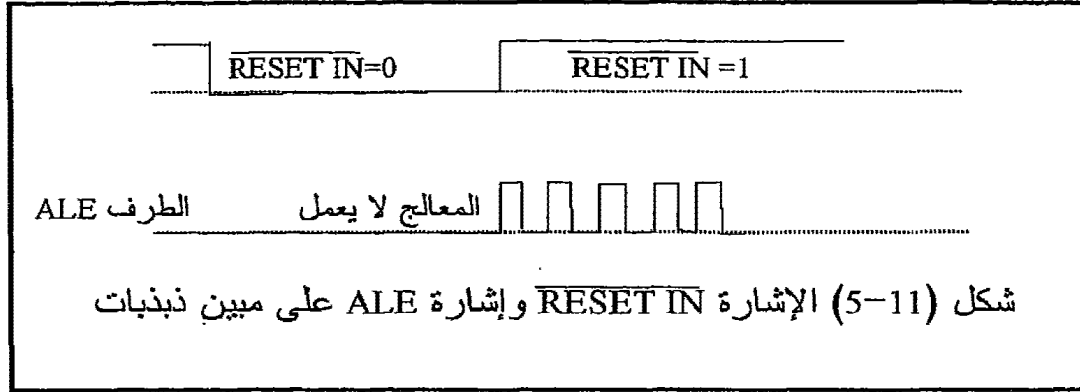 RESET IN=0 RESET IN =1
الطرف ALE المعالج لا يعمل
شكل (5-11) الإشارة RESET IN وإشارة ALE على مبين ذبذبات